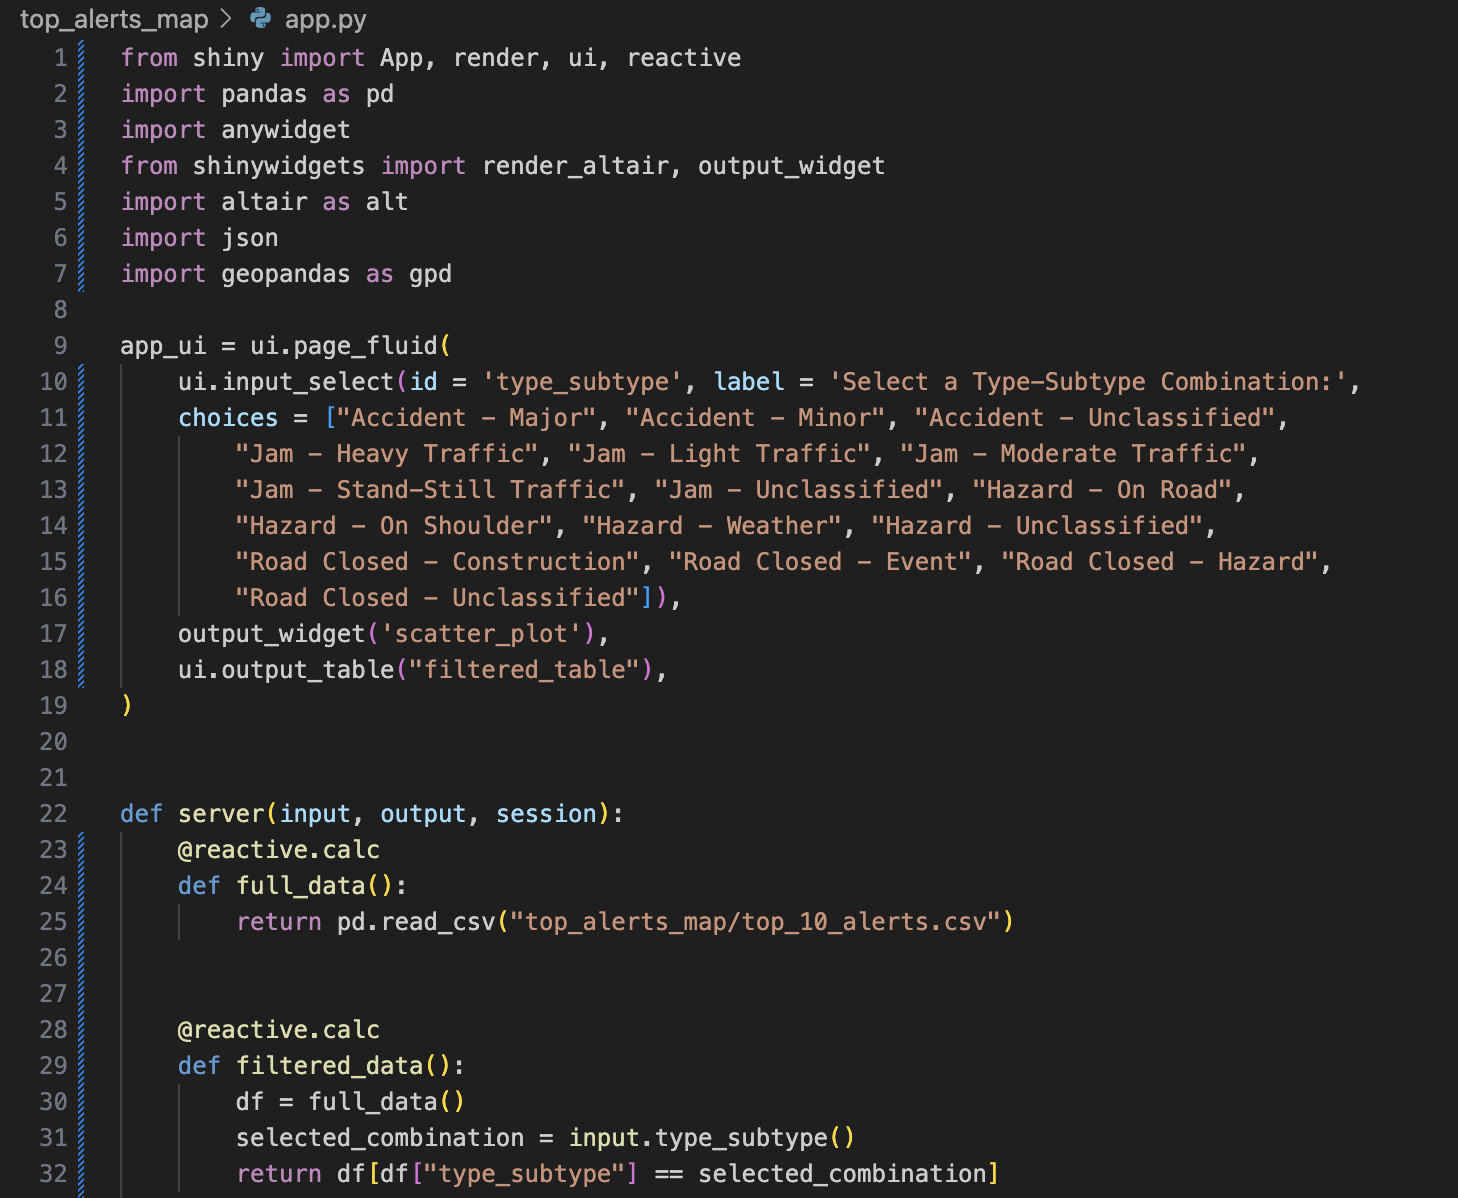 top_alerts_map > app.py
1 from shiny import App, render, ui, reactive
2 import pandas as pd
3 import anywidget
4 from shinywidgets import render_altair, output_widget
5 import altair as alt
6 import json
7 import geopandas as gpd
8
9 app_ui = ui.page_fluid(
10     ui.input_select(id = 'type_subtype', label = 'Select a Type-Subtype Combination:',
11     choices = ["Accident - Major", "Accident - Minor", "Accident - Unclassified",
12         "Jam - Heavy Traffic", "Jam - Light Traffic", "Jam - Moderate Traffic",
13         "Jam - Stand-Still Traffic", "Jam - Unclassified", "Hazard - On Road",
14         "Hazard - On Shoulder", "Hazard - Weather", "Hazard - Unclassified",
15         "Road Closed - Construction", "Road Closed - Event", "Road Closed - Hazard",
16         "Road Closed - Unclassified"]),
17     output_widget('scatter_plot'),
18     ui.output_table("filtered_table"),
19 )
20
21
22 def server(input, output, session):
23     @reactive.calc
24     def full_data():
25         return pd.read_csv("top_alerts_map/top_10_alerts.csv")
26
27
28     @reactive.calc
29     def filtered_data():
30         df = full_data()
31         selected_combination = input.type_subtype()
32         return df[df["type_subtype"] == selected_combination]